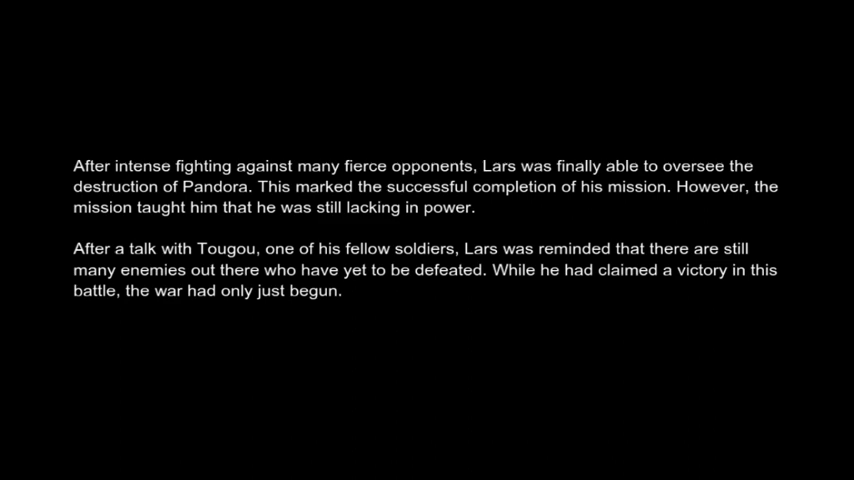 After intense fighting against many fierce opponents, Lars was finally able to oversee the
destruction of Pandora. This marked the successful completion of his mission. However, the
mission taught him that he was still lacking in power.
After a talk with Tougou, one of his fellow soldiers, Lars was reminded that there are still
many enemies out there who have yet to be defeated. While he had claimed a victory in this
battle, the war had only just begun.